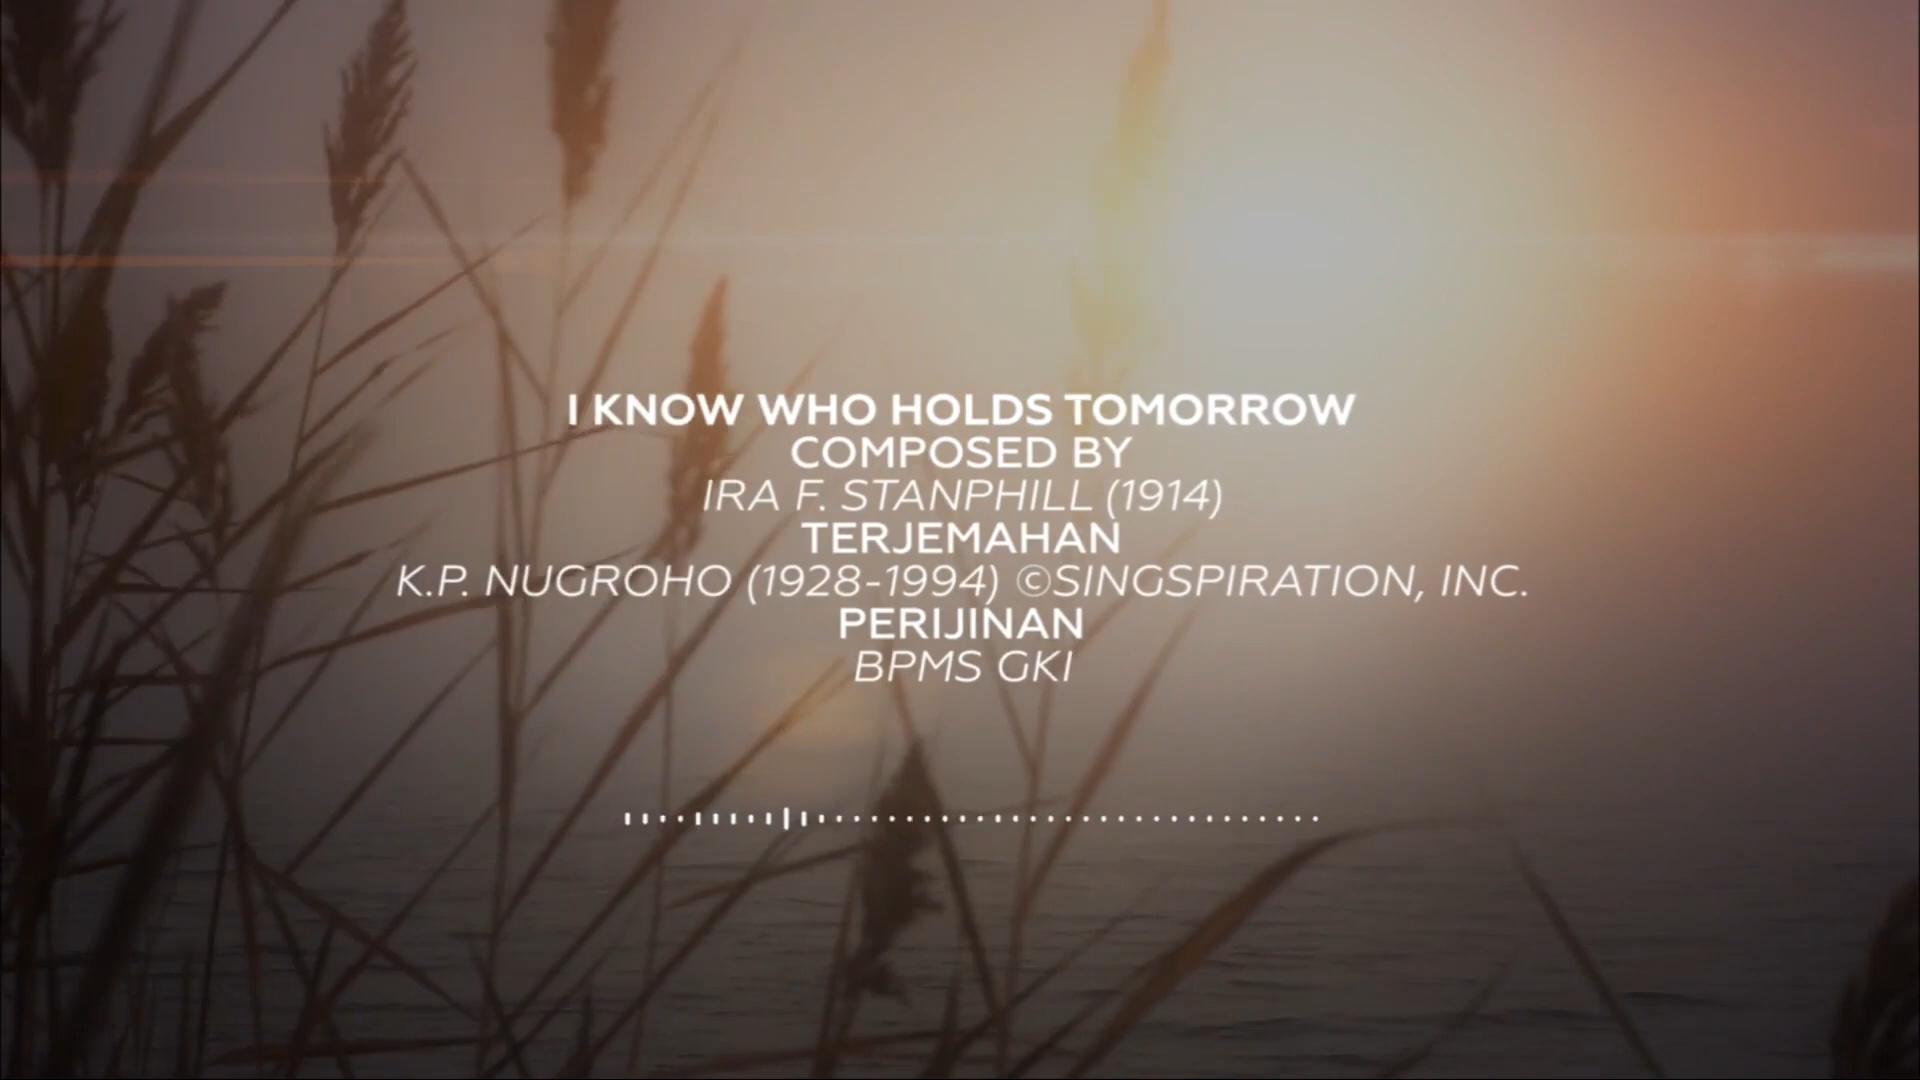 I KNOW WHO HOLDS TOMORROW
COMPOSED BY
IRA F. STANPHILL (1914)
TERJEMAHAN
K.P. NUGROHO (1928-1994) ©SINGSPIRATION, INC.
PERIJINAN
BPMS GKI